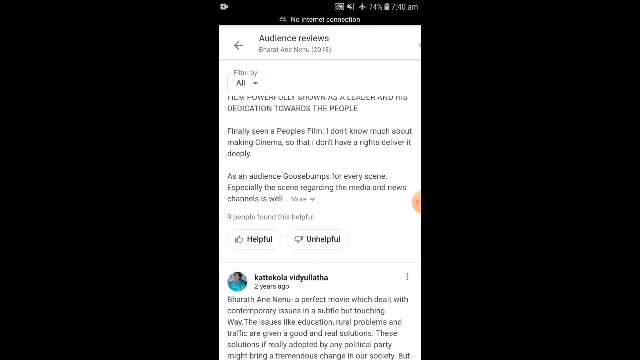 74% 7:40 am
No internet connection
Audience reviews
Bharat Ane Nenu (2018)
Filter by
All
FILM POWERFULLY SHOWN AS A LEADER AND HIS
DEDICATION TOWARDS THE PEOPLE
Finally seen a Peoples Film. I don't know much about
making Cinema, so that i don't have a rights deliver it
deeply.
As an audience Goosebumps for every scene.
Especially the scene regarding the media and news
channels is well ...More
9 people found this helpful.
Helpful Unhelpful
kattekola vidyullatha
2 years ago
Bharath Ane Nenu- a perfect movie which dealt with
contemporary issues in a subtle but touching
Way.The issues like education, rural problems and
traffic are given a good and real solutions. These
solutions if really adopted by any political party
might bring a tremendous change in our society. But